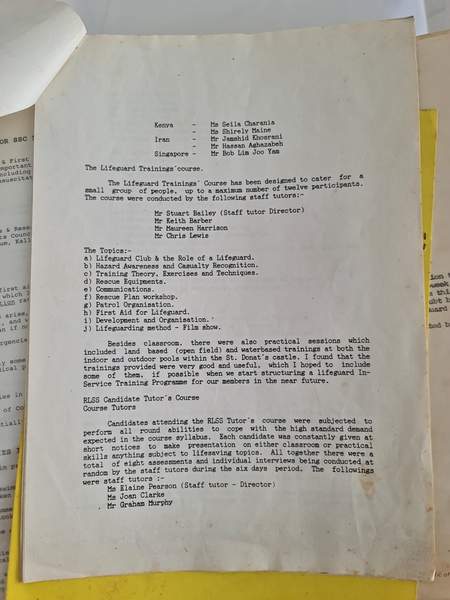 Kenya - Ms Seila Charania
- Ms Shirely Maine
Iran - Mr Jamshid Khosrani
- Mr Hassan Aghazabeh
Singapore - Mr Bob Lim Joo Yam
The Lifeguard Trainings'course.
The Lifeguard Trainings' Course has been designed to cater for a
small group of people, up to a maximum number of twelve participants.
The course were conducted by the following staff tutors:-
Mr Stuart Bailey (Staff tutor Director)
Mr Keith Barber
Mr Maureen Harrison
Mr Chris Lewis
The Topics:-
a) Lifeguard Club & the Role of a Lifeguard.
b) Hazard Awareness and Casualty Recognition.
c) Training Theory, Exercises and Techniques.
d) Rescue Equipments.
e) Communications.
f) Rescue Plan workshop.
g) Patrol Organisation.
h) First Aid for Lifeguard.
i) Development and Organisation.
j) Lifeguarding method - Film show.
Besides classroom, there were also practical sessions which
included land based (open field) and waterbased trainings at both the
indoor and outdoor pools within the St. Donat's castle. I found that the
trainings provided were very good and useful, which I hoped to include
some of them, if possible when we start structuring a lifeguard In-
Service Training Programme for our members in the near future.
RLSS Candidate Tutor's Course
Course Tutors
Candidates attending the RLSS Tutor's course were subjected to
perform all round abilities to cope with the high standard demand
expected in the course syllabus. Each candidate was constantly given at
short notices to make presentation on either classroom or practical
skills anything subject to lifesaving topics. All together there were a
total of eight assessments and individual interviews being conducted at
random by the staff tutors during the six days period. The followings
were staff tutors :-
Ms Elaine Pearson (Staff tutor - Director)
Ms Joan Clarke
Mr Graham Murphy